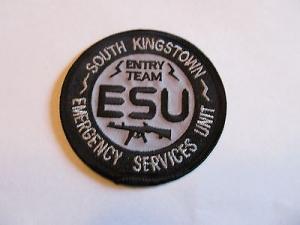 SOUTH KINGSTOWN
ENTRY
TEAM
ESU
EMERGENCY SERVICES UNIT